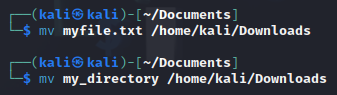 ┌──(kali㉿kali)-[~/Documents]
└─$ mv myfile.txt /home/kali/Downloads
┌──(kali㉿kali)-[~/Documents]
└─$ mv my_directory /home/kali/Downloads